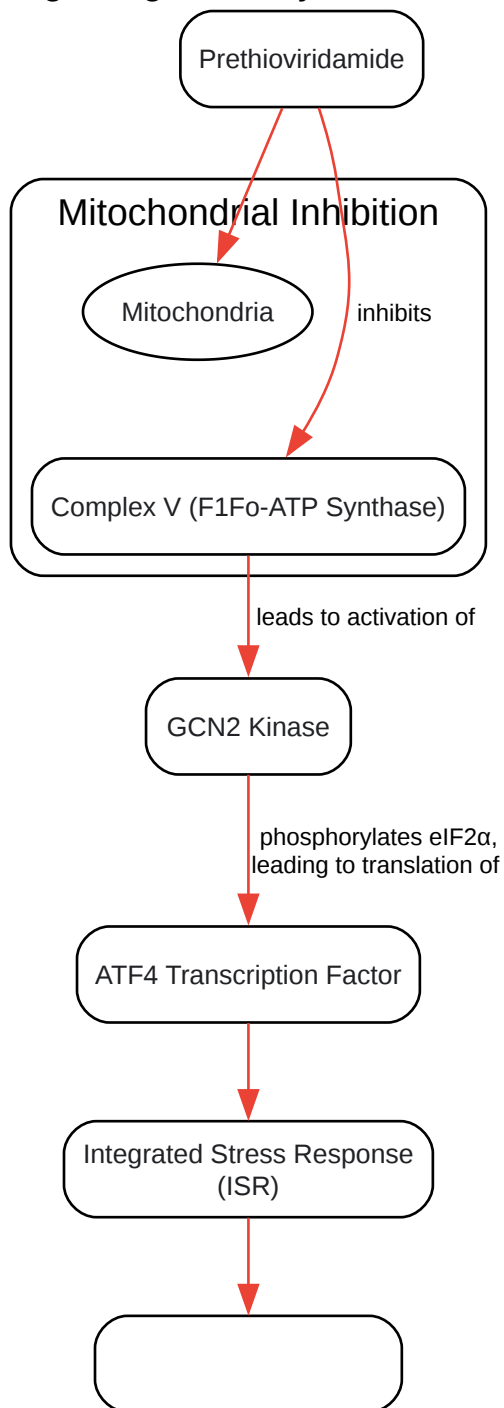 Prethioviridamide
Mitochondrial Inhibition
Mitochondria
inhibits
Complex V (F1Fo-ATP Synthase)
leads to activation of
GCN2 Kinase
phosphorylates eIF2α,
leading to translation of
ATF4 Transcription Factor
Integrated Stress Response
(ISR)